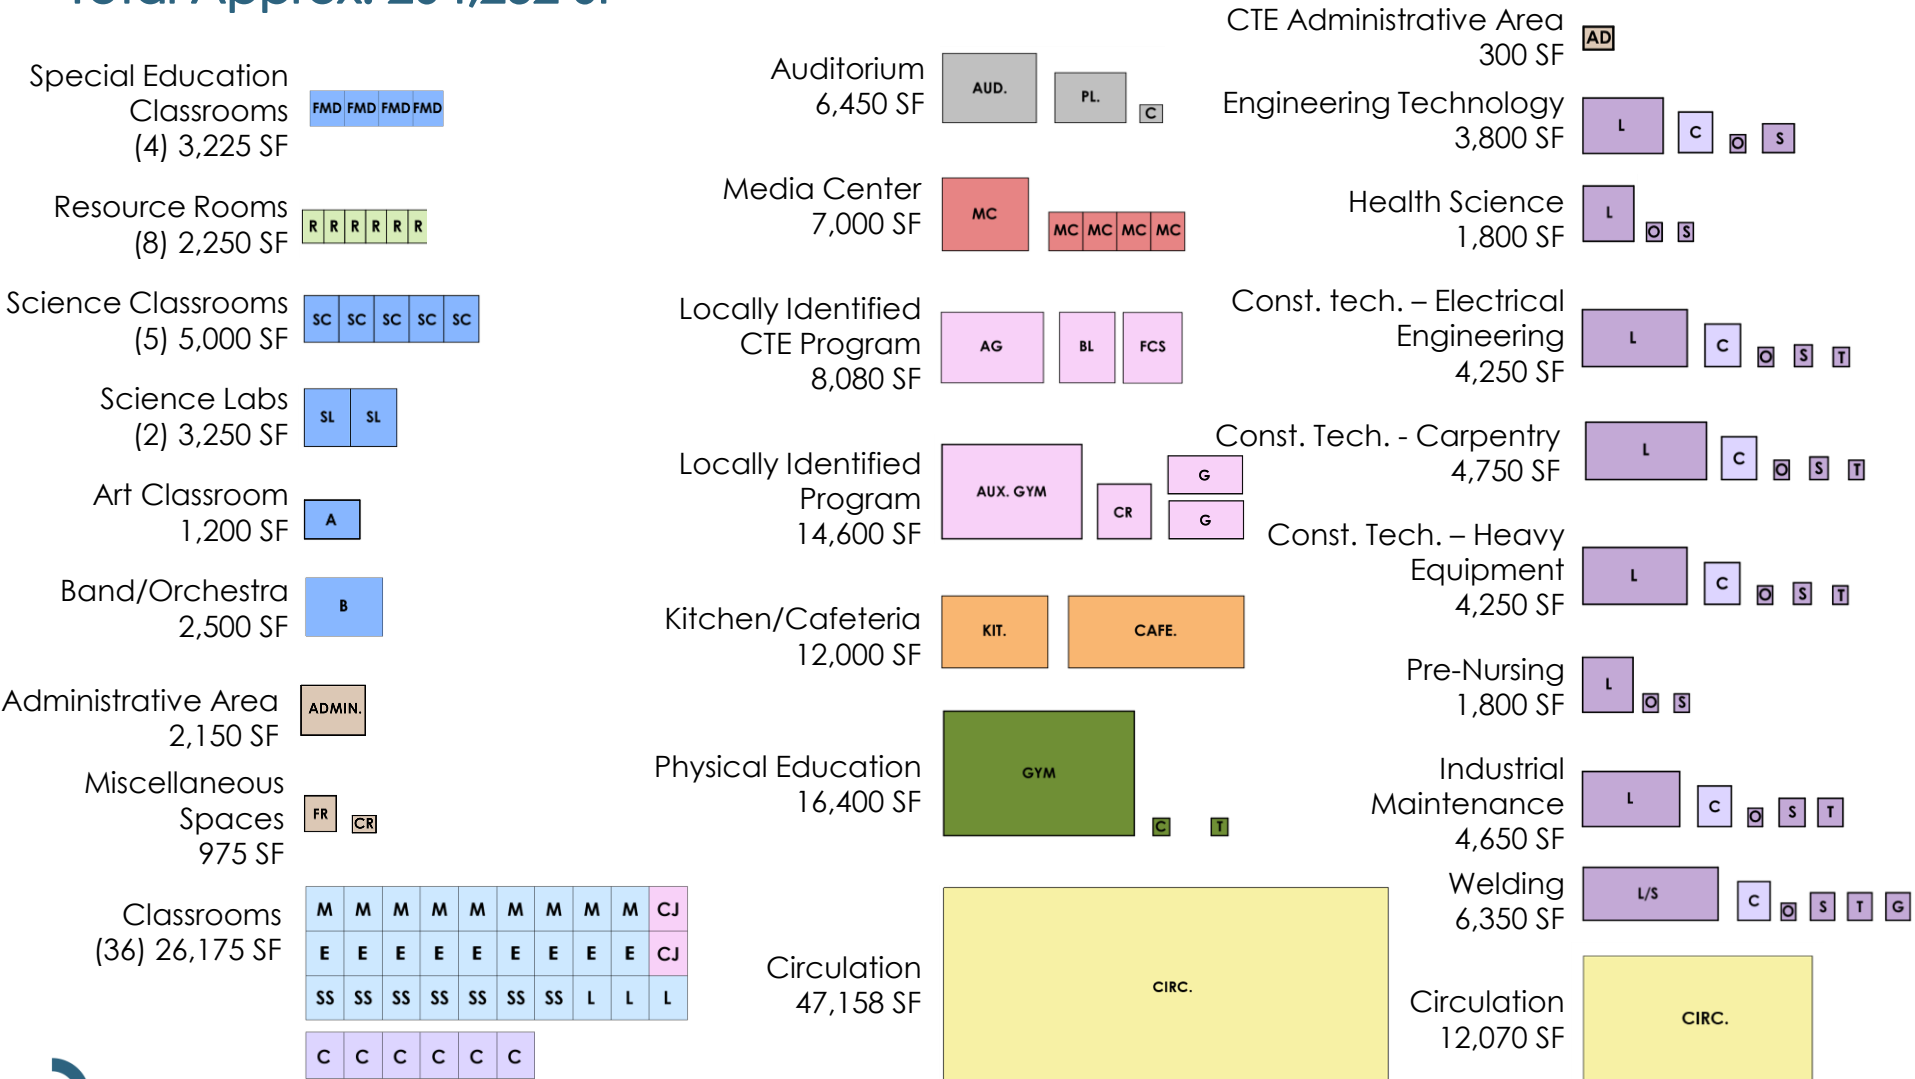 Special Education
Classrooms
(4) 3,225 SF
FMD FMD FMD FMD
Resource Rooms
(8) 2,250 SF
R R R R R R
Science Classrooms
(5) 5,000 SF
SC SC SC SC SC
Science Labs
(2) 3,250 SF
SL SL
Art Classroom
1,200 SF
A
Band/Orchestra
2,500 SF
B
Administrative Area
2,150 SF
ADMIN.
Miscellaneous
Spaces
975 SF
FR CR
Classrooms
(36) 26,175 SF
M M M M M M M M M CJ
E E E E E E E E E CJ
SS SS SS SS SS SS SS L L L
C C C C C C
Auditorium
6,450 SF
AUD. PL. C
Media Center
7,000 SF
MC MC MC MC MC
Locally Identified
CTE Program
8,080 SF
AG BL FCS
Locally Identified
Program
14,600 SF
AUX. GYM CR G
G
Kitchen/Cafeteria
12,000 SF
KIT. CAFE.
Physical Education
16,400 SF
GYM C T
Circulation
47,158 SF
CIRC.
CTE Administrative Area
300 SF
AD
Engineering Technology
3,800 SF
L C O S
Health Science
1,800 SF
L O S
Const. tech. – Electrical
Engineering
4,250 SF
L C O S T
Const. Tech. - Carpentry
4,750 SF
L C O S T
Const. Tech. – Heavy
Equipment
4,250 SF
L C O S T
Pre-Nursing
1,800 SF
L O S
Industrial
Maintenance
4,650 SF
L C O S T
Welding
6,350 SF
L/S C O S T G
Circulation
12,070 SF
CIRC.